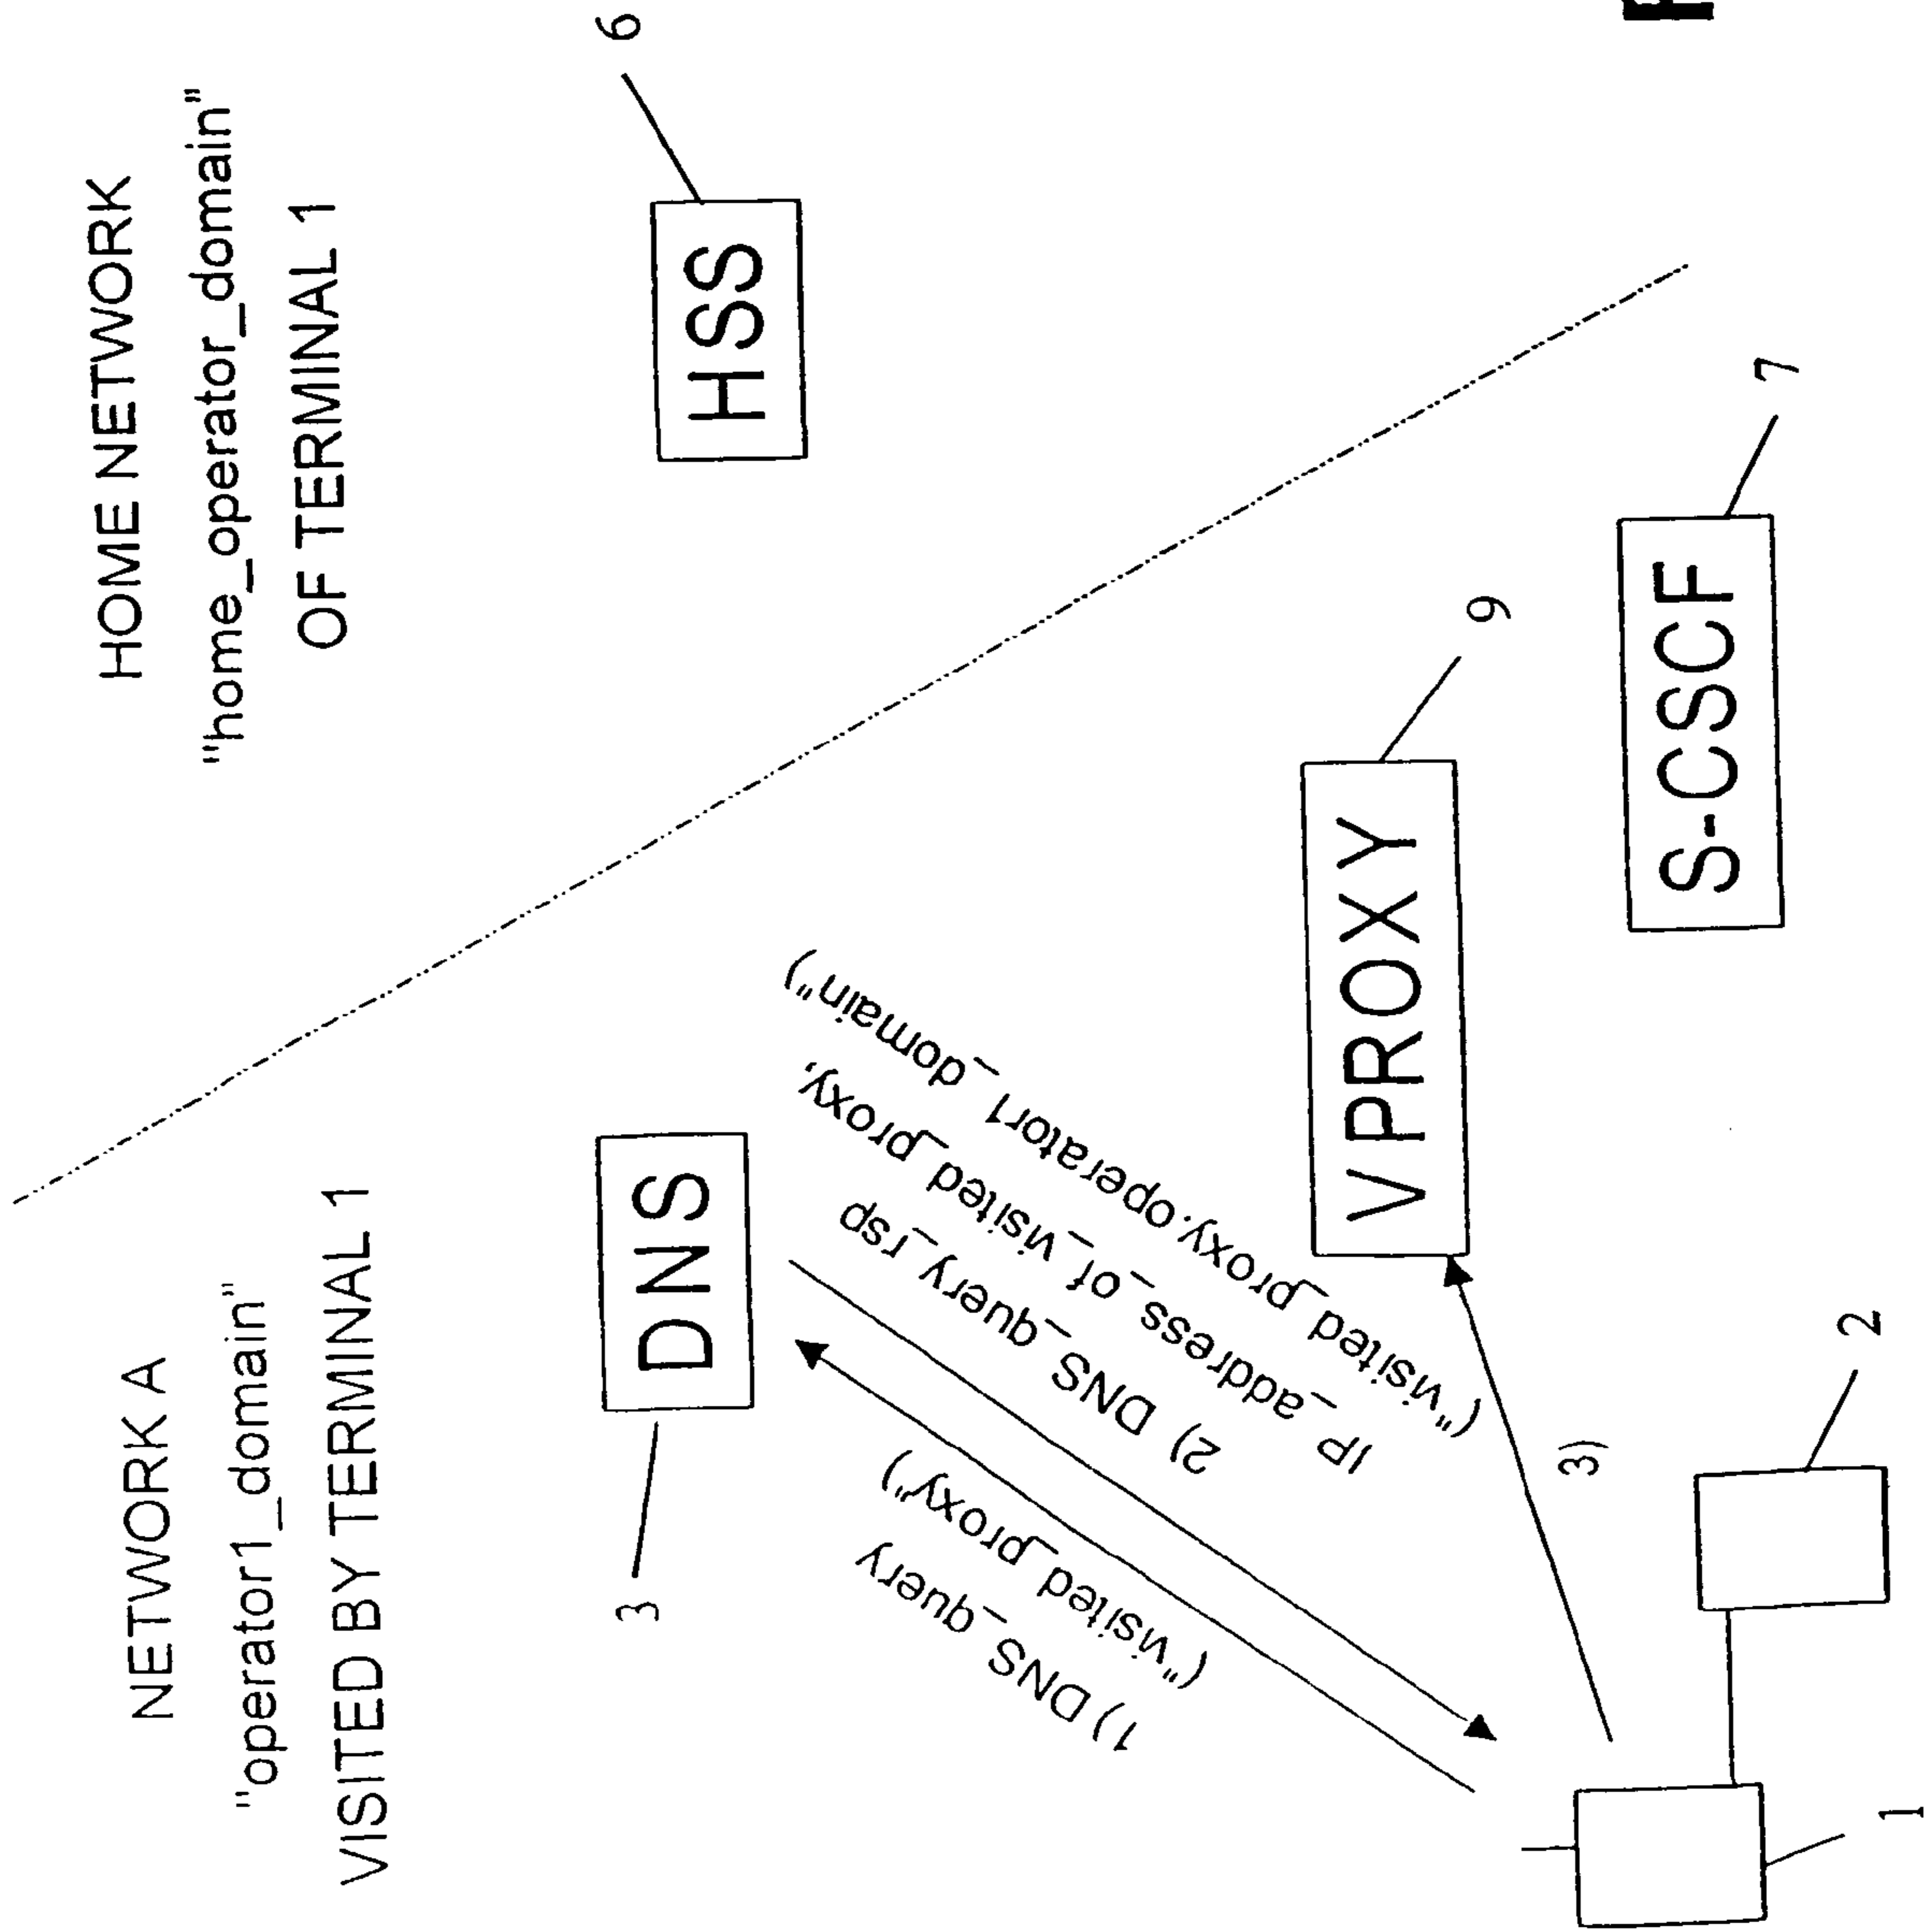 NETWORK A
"operator1_domain"
VISITED BY TERMINAL 1
HOME NETWORK
"home_operator_domain"
OF TERMINAL 1
3
DNS
HSS
6
1) DNS_query
("visited_proxy")
2) DNS_query_rsp
IP_address_of_visited_proxy,
("visited_proxy.operator1_domain")
3)
VPROXY
9
S-CSCF
7
1
2